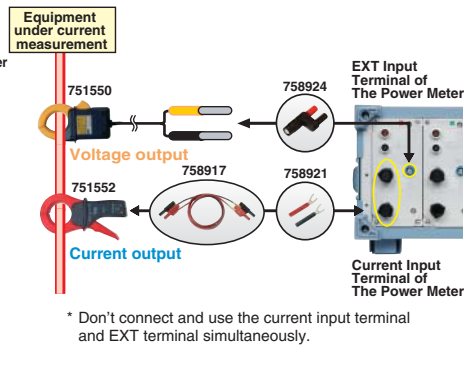 Equipment
under current
measurement
er
751550
Voltage output
758924
EXT Input
Terminal of
The Power Meter
751552
758917
758921
Current output
Current Input
Terminal of
The Power Meter
* Don't connect and use the current input terminal
and EXT terminal simultaneously.